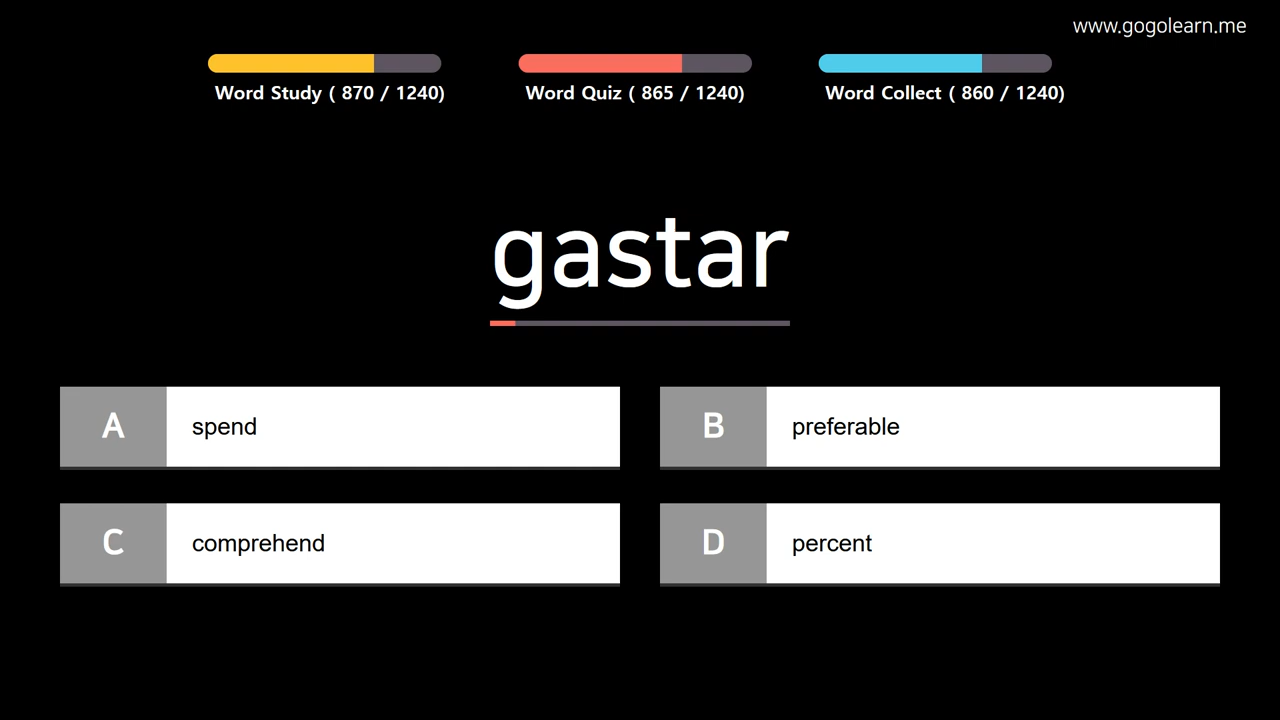 www.gogolearn.me
Word Study ( 870 / 1240)
Word Quiz ( 865 / 1240)
Word Collect ( 860 / 1240)
gastar
A spend
B preferable
C comprehend
D percent